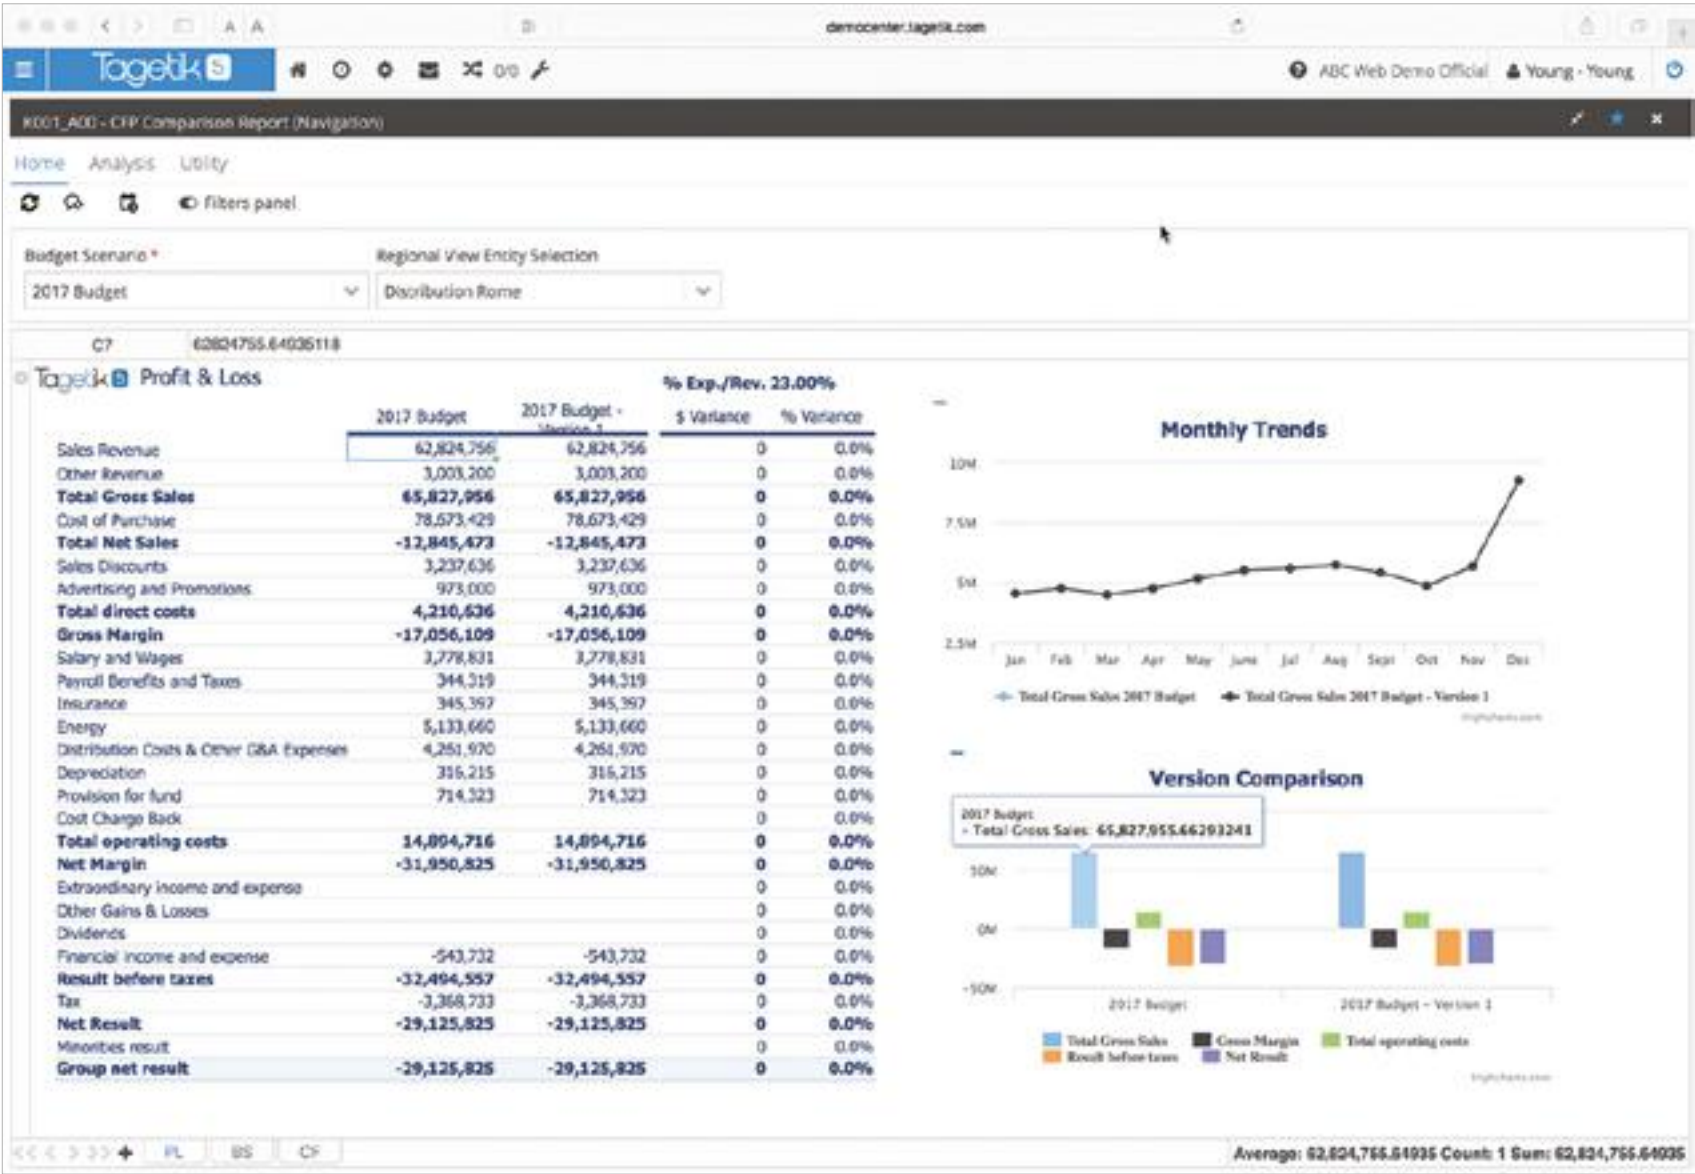 A A democenter.tagetik.com
Tagetik 5 0/0 ABC Web Demo Official Young - Young
K001_A00 - CFP Comparison Report (Navigation)
Home Analysis Utility
Filters panel
Budget Scenario * Regional View Entity Selection
2017 Budget Distribution Rome
C7 62824755.64935118
Tagetik 5 Profit & Loss % Exp./Rev. 23.00%
2017 Budget 2017 Budget - Version 1 $ Variance % Variance
Sales Revenue 62,824,756 62,824,756 0 0.0%
Other Revenue 3,003,200 3,003,200 0 0.0%
Total Gross Sales 65,827,956 65,827,956 0 0.0%
Cost of Purchase 78,673,429 78,673,429 0 0.0%
Total Net Sales -12,845,473 -12,845,473 0 0.0%
Sales Discounts 3,237,636 3,237,636 0 0.0%
Advertising and Promotions 973,000 973,000 0 0.0%
Total direct costs 4,210,636 4,210,636 0 0.0%
Gross Margin -17,056,109 -17,056,109 0 0.0%
Salary and Wages 3,778,831 3,778,831 0 0.0%
Payroll Benefits and Taxes 344,319 344,319 0 0.0%
Insurance 345,397 345,397 0 0.0%
Energy 5,133,660 5,133,660 0 0.0%
Distribution Costs & Other G&A Expenses 4,261,970 4,261,970 0 0.0%
Depreciation 316,215 316,215 0 0.0%
Provision for fund 714,323 714,323 0 0.0%
Cost Charge Back 0 0.0%
Total operating costs 14,894,716 14,894,716 0 0.0%
Net Margin -31,950,825 -31,950,825 0 0.0%
Extraordinary income and expense 0 0.0%
Other Gains & Losses 0 0.0%
Dividends 0 0.0%
Financial income and expense -543,732 -543,732 0 0.0%
Result before taxes -32,494,557 -32,494,557 0 0.0%
Tax -3,368,733 -3,368,733 0 0.0%
Net Result -29,125,825 -29,125,825 0 0.0%
Minorities result 0 0.0%
Group net result -29,125,825 -29,125,825 0 0.0%
Monthly Trends
10M
7.5M
5M
2.5M
Jan Feb Mar Apr May June Jul Aug Sept Oct Nov Dec
Total Gross Sales 2017 Budget Total Gross Sales 2017 Budget - Version 1
Highcharts.com
Version Comparison
2017 Budget
- Total Gross Sales: 65,827,955.66293241
50M
0M
-50M
2017 Budget 2017 Budget - Version 1
Total Gross Sales Gross Margin Total operating costs
Result before taxes Net Result
Highcharts.com
<< < > >> + PL BS CF
Average: 62,824,755.64935 Count: 1 Sum: 62,824,755.64935